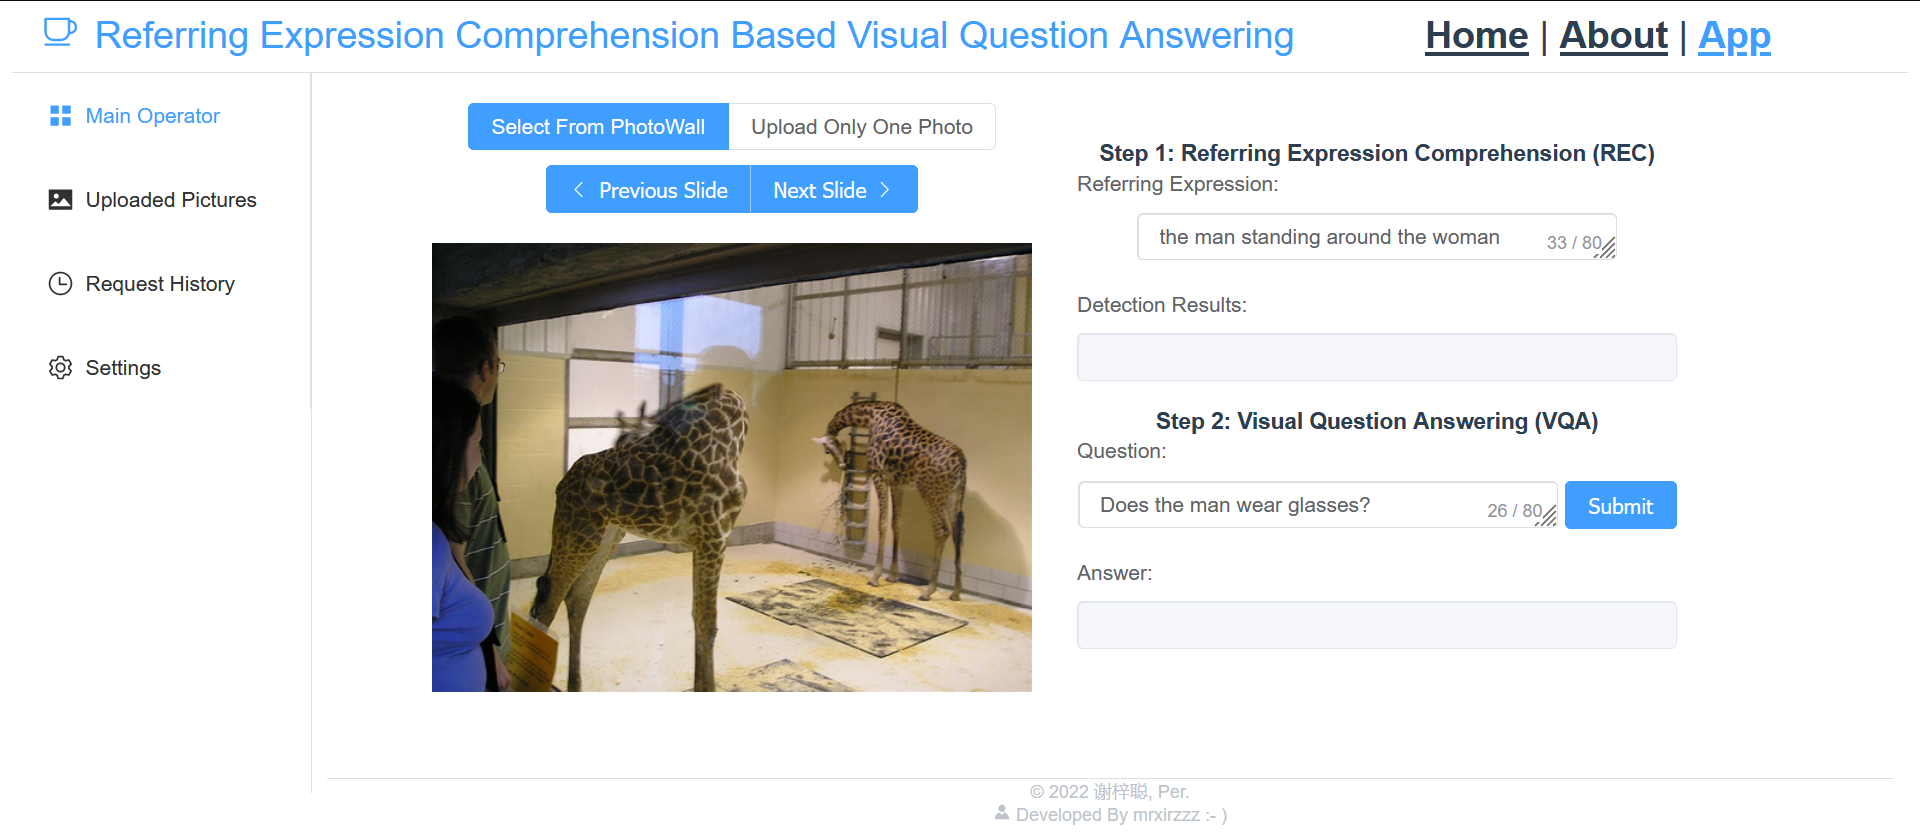 Referring Expression Comprehension Based Visual Question Answering
Home | About | App
Main Operator
Uploaded Pictures
Request History
Settings
Select From PhotoWall
Upload Only One Photo
Previous Slide
Next Slide
Step 1: Referring Expression Comprehension (REC)
Referring Expression:
the man standing around the woman
33 / 80
Detection Results:
Step 2: Visual Question Answering (VQA)
Question:
Does the man wear glasses?
26 / 80
Submit
Answer:
© 2022 谢梓聪, Per.
Developed By mrxirzzz :- )